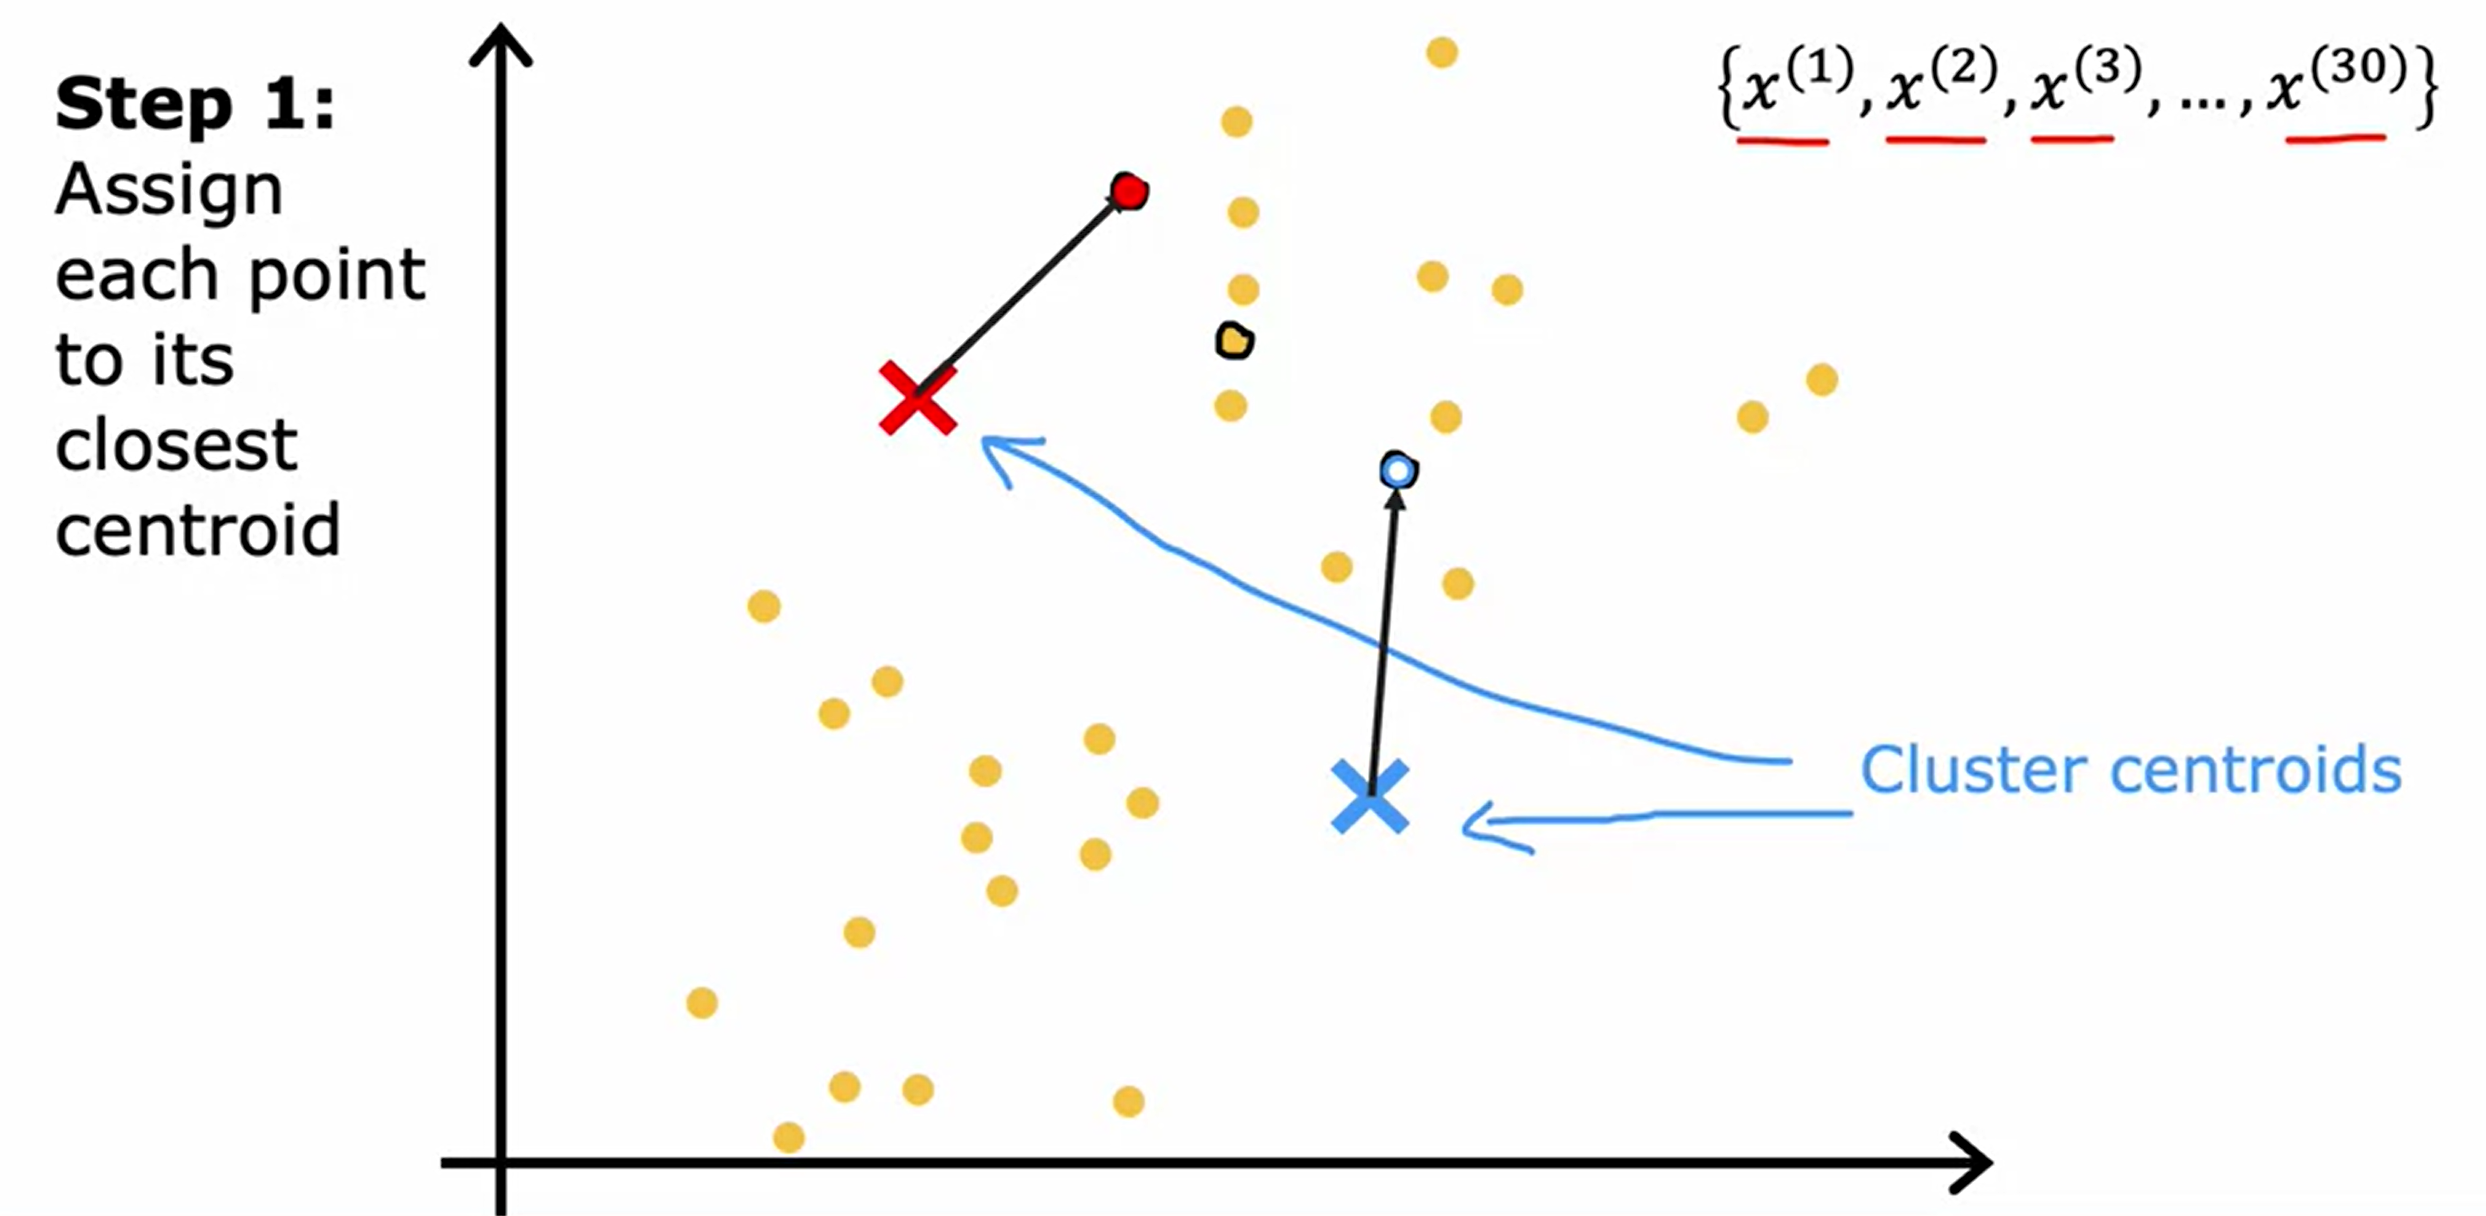 Step 1:
Assign
each point
to its
closest
centroid
{x⁽¹⁾, x⁽²⁾, x⁽³⁾, ..., x⁽³⁰⁾}
Cluster centroids